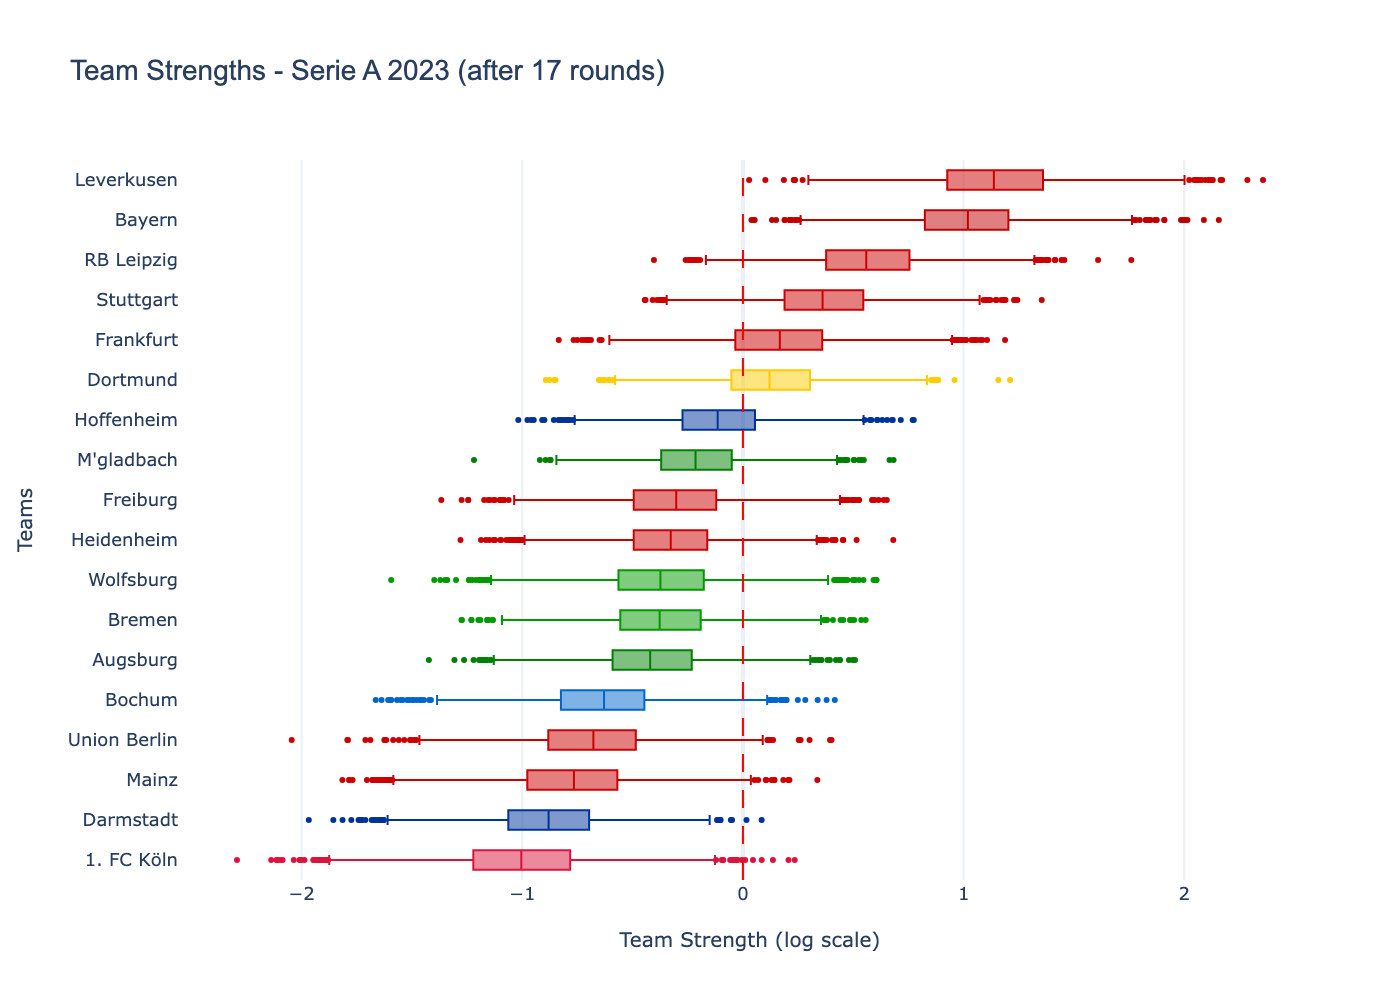 Team Strengths - Serie A 2023 (after 17 rounds)
Leverkusen
Bayern
RB Leipzig
Stuttgart
Frankfurt
Dortmund
Hoffenheim
M'gladbach
Freiburg
Heidenheim
Wolfsburg
Bremen
Augsburg
Bochum
Union Berlin
Mainz
Darmstadt
1. FC Köln
Teams
−2 −1 0 1 2
Team Strength (log scale)